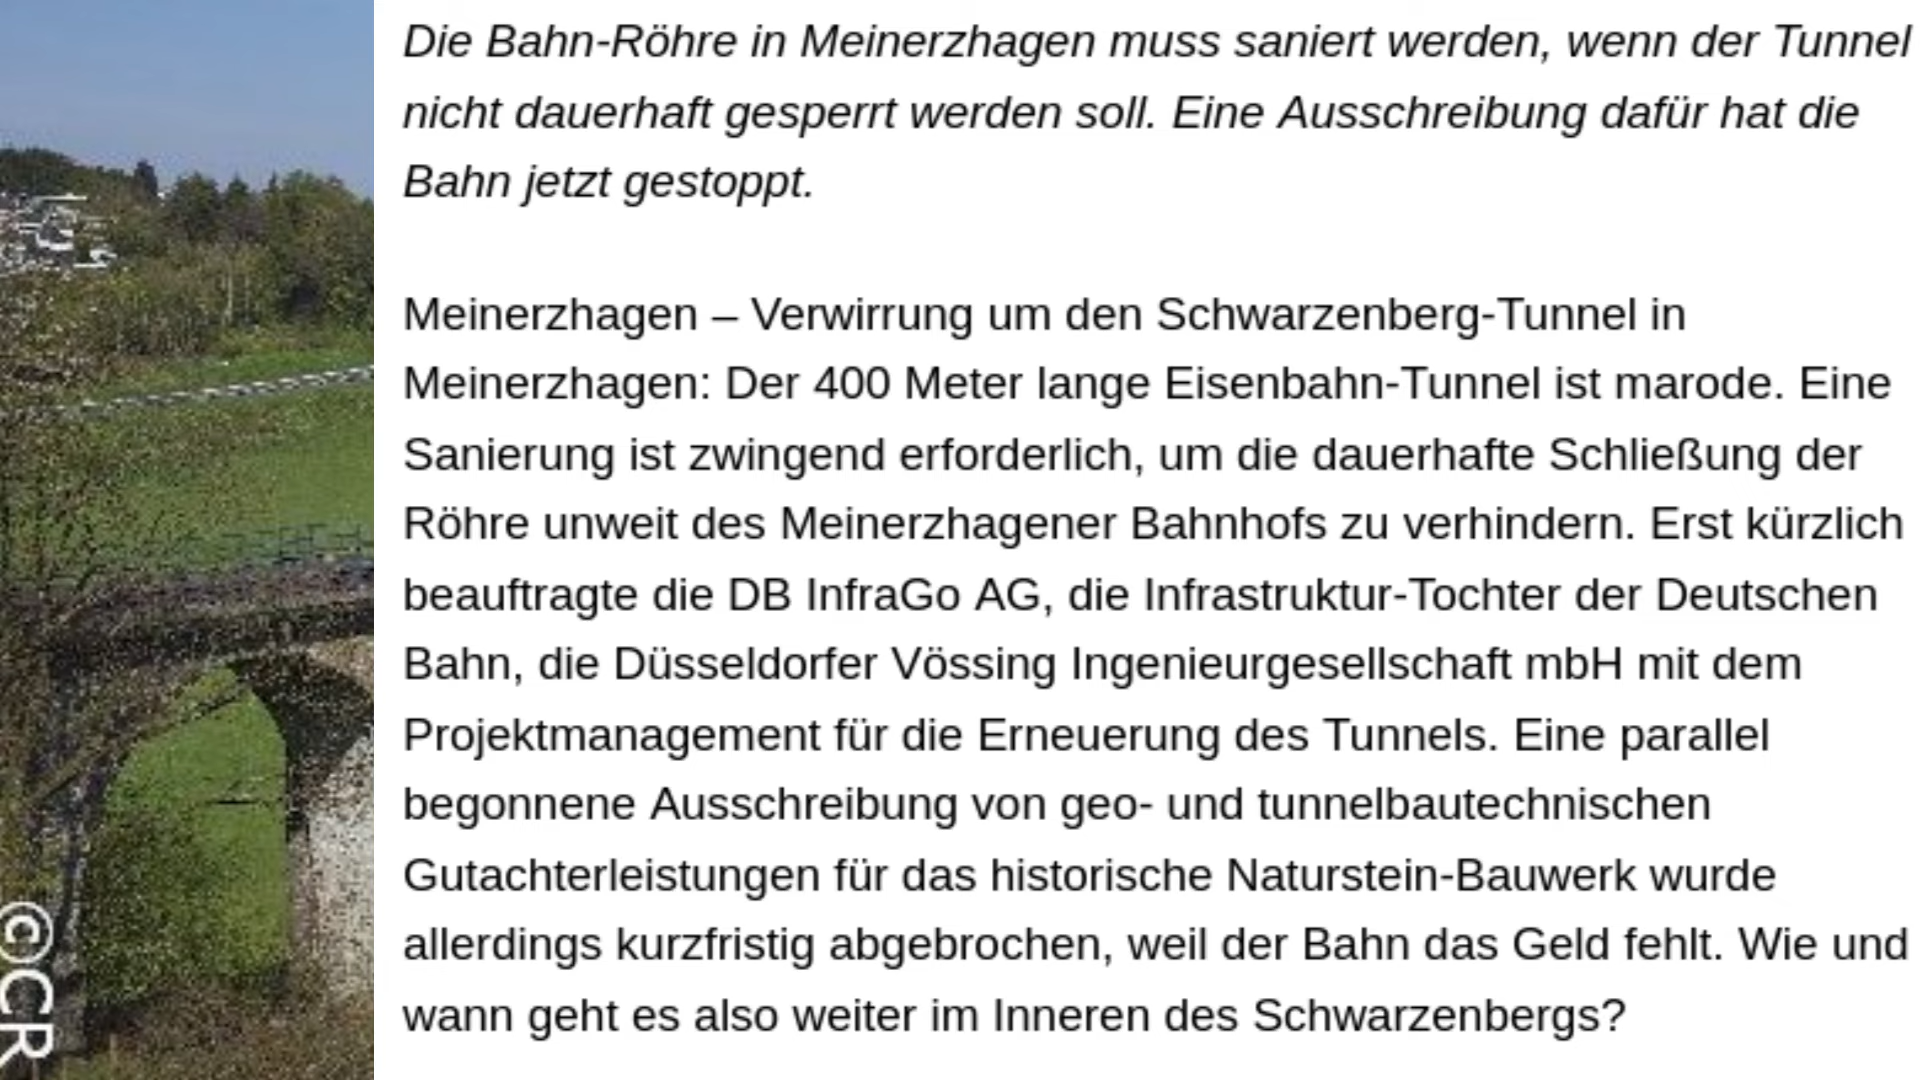 Die Bahn-Röhre in Meinerzhagen muss saniert werden, wenn der Tunnel
nicht dauerhaft gesperrt werden soll. Eine Ausschreibung dafür hat die
Bahn jetzt gestoppt.
Meinerzhagen – Verwirrung um den Schwarzenberg-Tunnel in
Meinerzhagen: Der 400 Meter lange Eisenbahn-Tunnel ist marode. Eine
Sanierung ist zwingend erforderlich, um die dauerhafte Schließung der
Röhre unweit des Meinerzhagener Bahnhofs zu verhindern. Erst kürzlich
beauftragte die DB InfraGo AG, die Infrastruktur-Tochter der Deutschen
Bahn, die Düsseldorfer Vössing Ingenieurgesellschaft mbH mit dem
Projektmanagement für die Erneuerung des Tunnels. Eine parallel
begonnene Ausschreibung von geo- und tunnelbautechnischen
Gutachterleistungen für das historische Naturstein-Bauwerk wurde
allerdings kurzfristig abgebrochen, weil der Bahn das Geld fehlt. Wie und
wann geht es also weiter im Inneren des Schwarzenbergs?
©CR